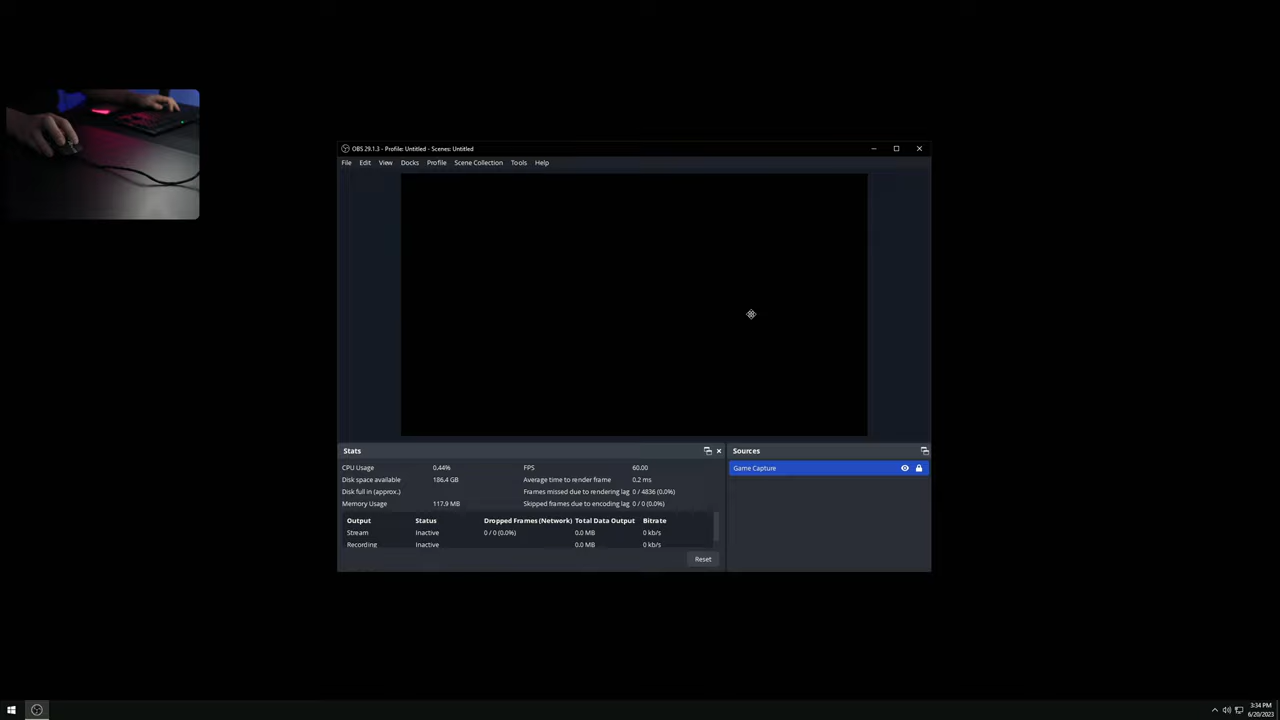 OBS 29.1.3 - Profile: Untitled - Scenes: Untitled
File Edit View Docks Profile Scene Collection Tools Help
Stats
CPU Usage 0.44% FPS 60.00
Disk space available 186.4 GB Average time to render frame 0.2 ms
Disk full in (approx.) Frames missed due to rendering lag 0 / 4836 (0.0%)
Memory Usage 117.9 MB Skipped frames due to encoding lag 0 / 0 (0.0%)
Output Status Dropped Frames (Network) Total Data Output Bitrate
Stream Inactive 0 / 0 (0.0%) 0.0 MB 0 kb/s
Recording Inactive 0.0 MB 0 kb/s
Reset
Sources
Game Capture
3:34 PM
6/20/2023